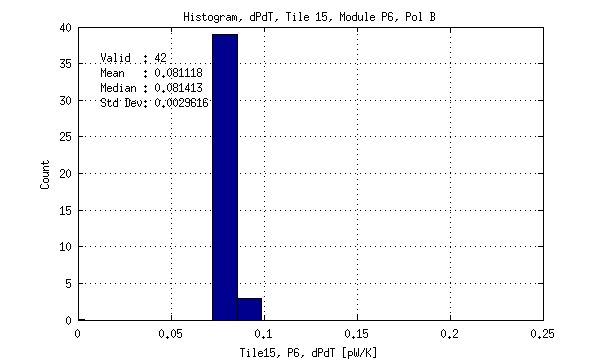 Histogram, dPdT, Tile 15, Module P6, Pol B
40
35
30
25
20
15
10
5
0
Valid : 42
Mean : 0.081118
Median : 0.081413
Std Dev: 0.0029616
Count
0 0.05 0.1 0.15 0.2 0.25
Tile15, P6, dPdT [pW/K]